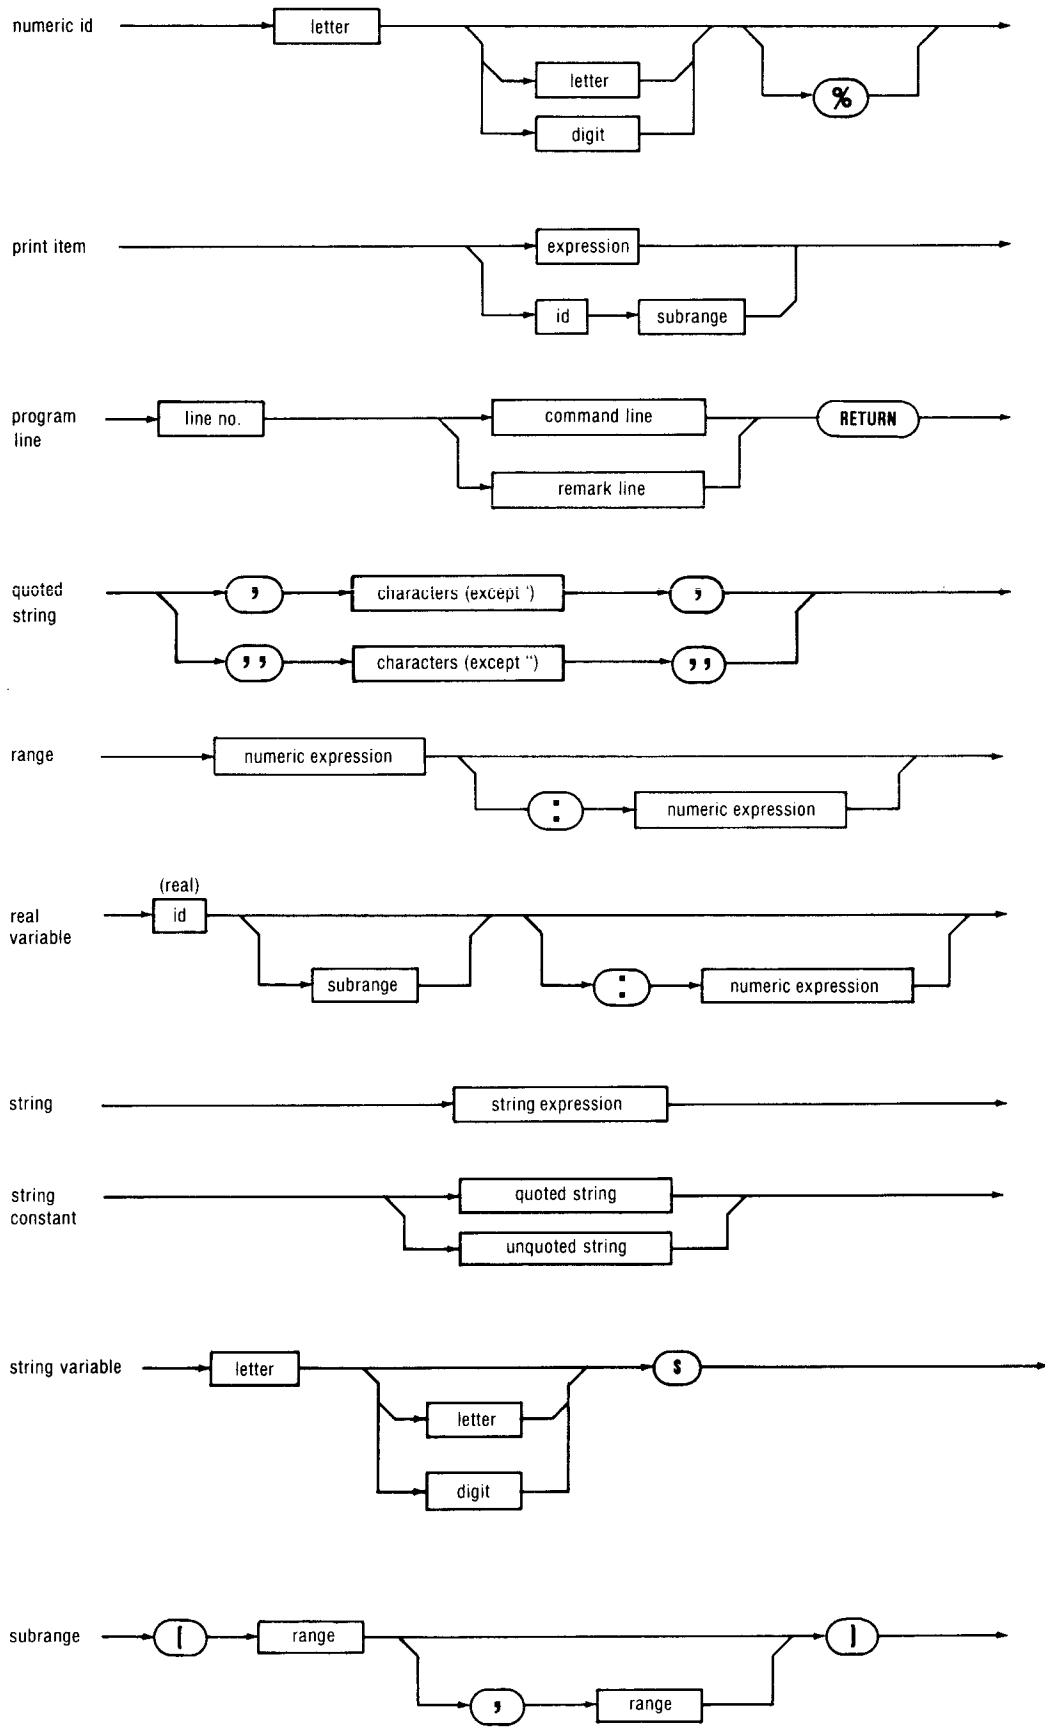 numeric id letter
letter
%
digit
print item expression
id subrange
program line line no. command line RETURN
remark line
quoted string , characters (except ') ,
,, characters (except ") ,,
range numeric expression
: numeric expression
(real)
real variable id
subrange : numeric expression
string string expression
string constant quoted string
unquoted string
string variable letter $
letter
digit
subrange [ range ]
, range